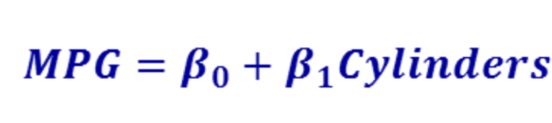 MPG = β₀ + β₁Cylinders